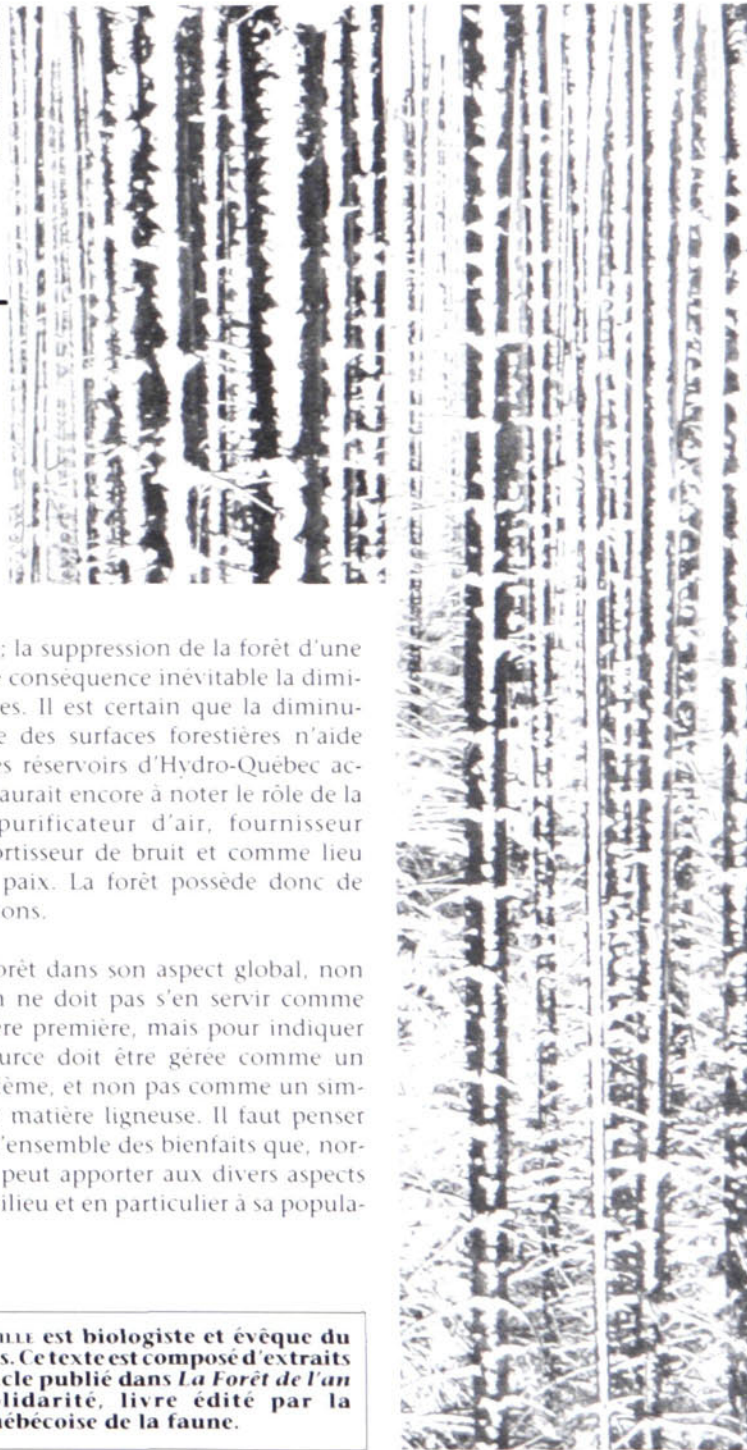 ; la suppression de la forêt d'une
conséquence inévitable la dimi-
es. Il est certain que la diminu-
e des surfaces forestières n'aide
es réservoirs d'Hydro-Québec ac-
aurait encore à noter le rôle de la
purificateur d'air, fournisseur
ortisseur de bruit et comme lieu
paix. La forêt possède donc de
ons.
orêt dans son aspect global, non
n ne doit pas s'en servir comme
ère première, mais pour indiquer
urce doit être gérée comme un
tème, et non pas comme un sim-
matière ligneuse. Il faut penser
l'ensemble des bienfaits que, nor-
peut apporter aux divers aspects
ilieu et en particulier à sa popula-
ILLE est biologiste et évêque du
s. Ce texte est composé d'extraits
cle publié dans La Forêt de l'an
lidarité, livre édité par la
uébécoise de la faune.